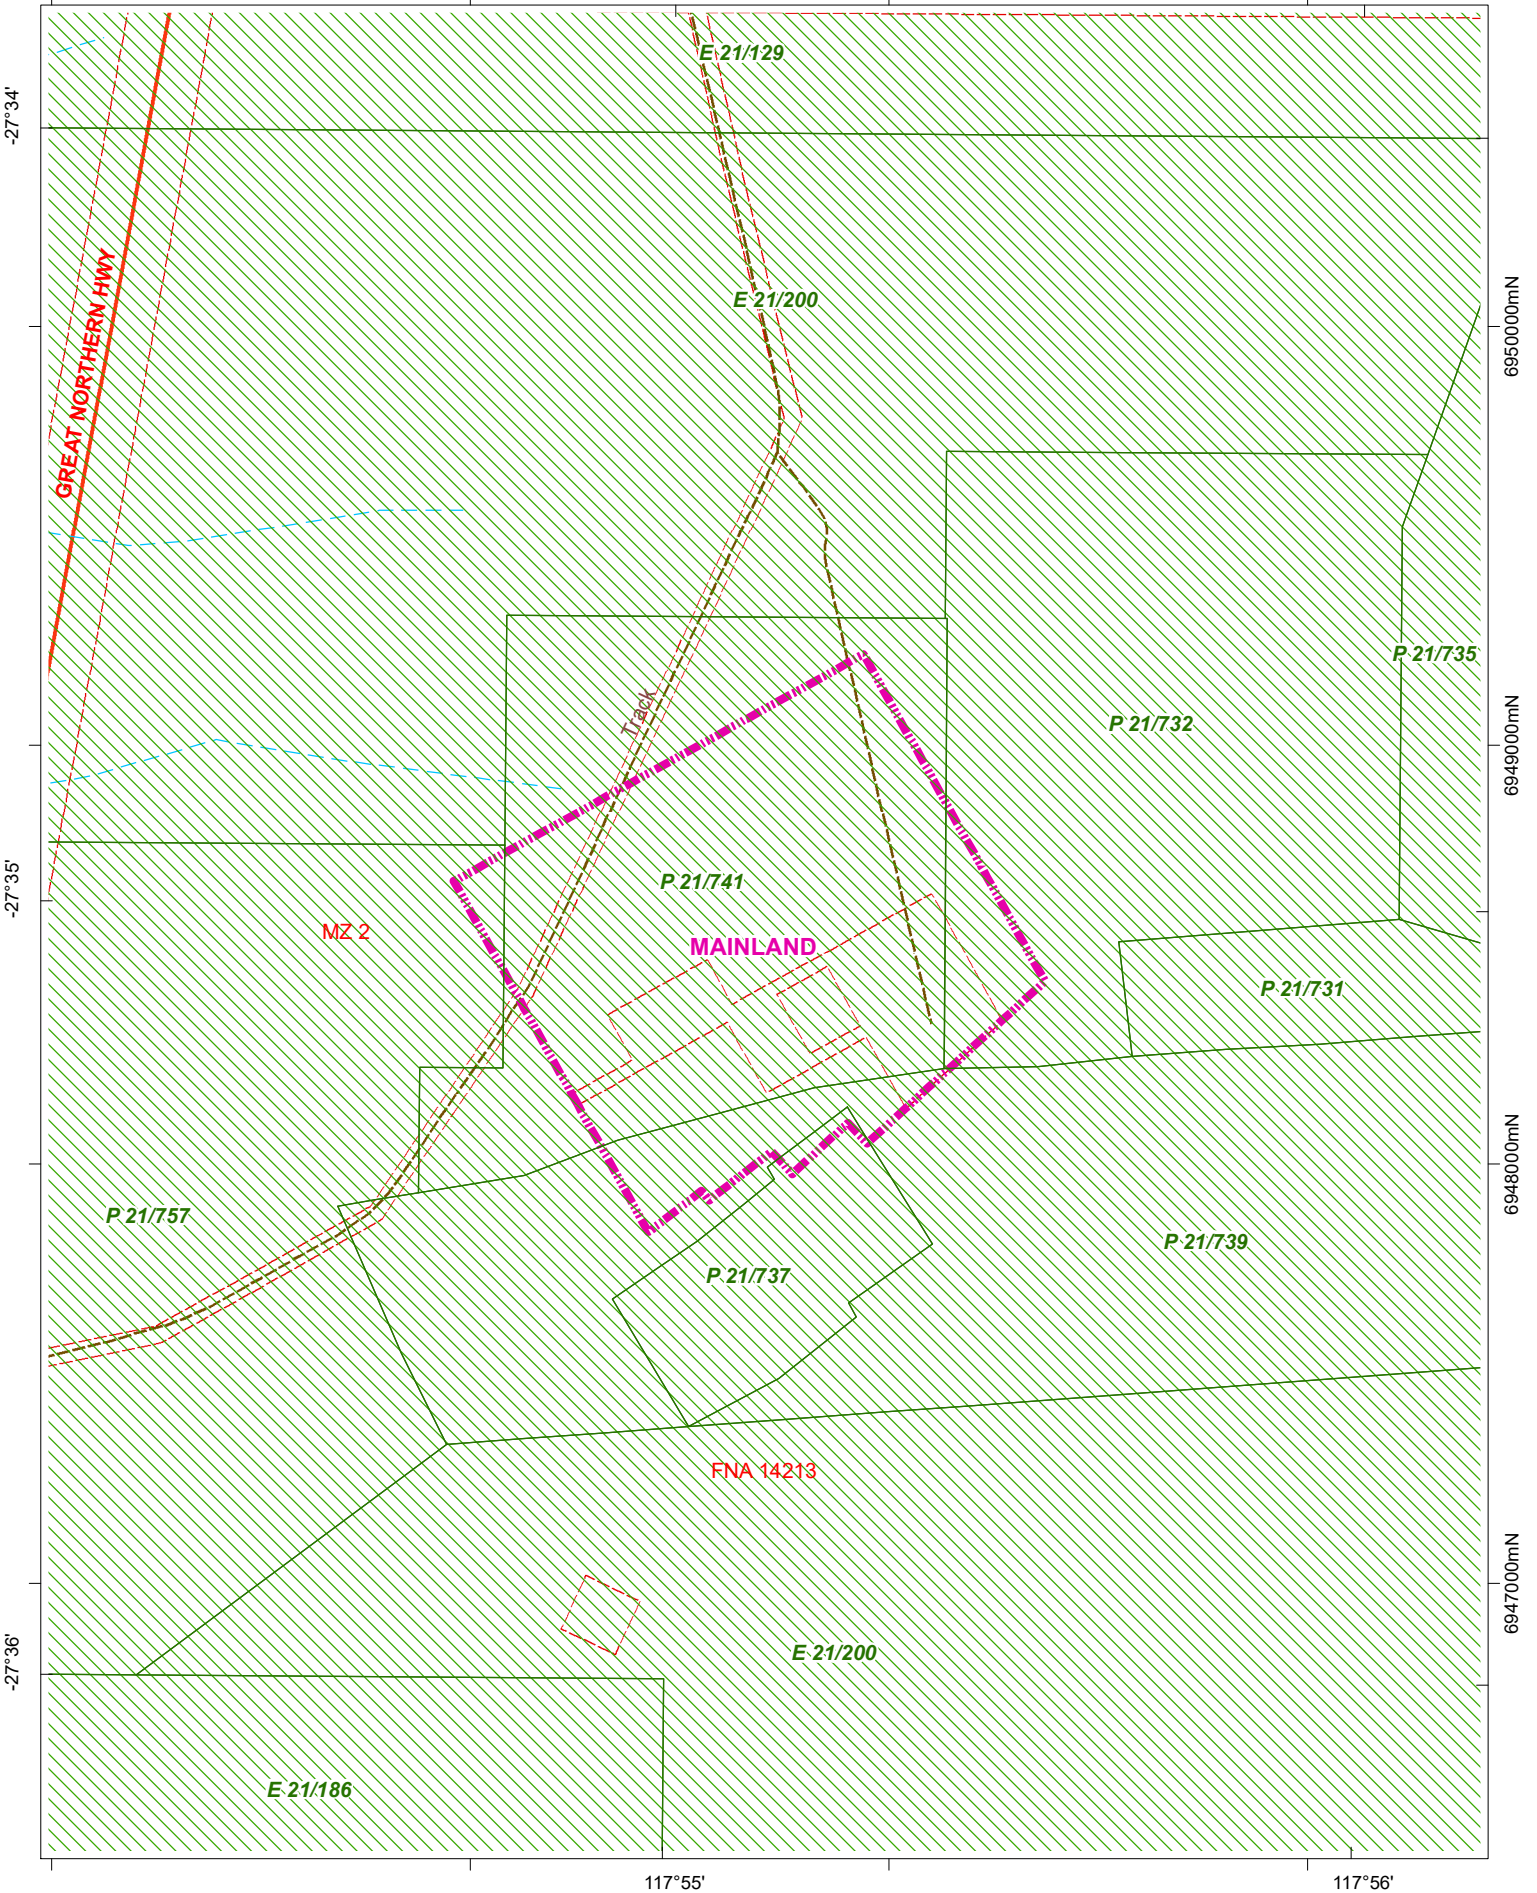 E 21/129
-27°34'
E 21/200
GREAT NORTHERN HWY
6950000mN
P 21/735
Track
P 21/732
6949000mN
P 21/741
-27°35'
MZ 2
MAINLAND
P 21/731
6948000mN
P 21/757
P 21/739
P 21/737
FNA 14213
6947000mN
-27°36'
E 21/200
E 21/186
117°55'
117°56'